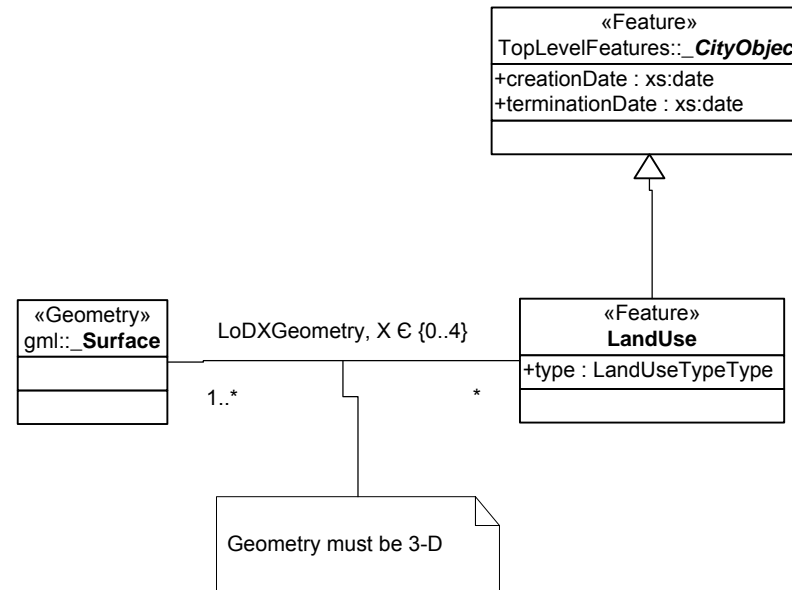 «Feature»
TopLevelFeatures::_CityObjec
+creationDate : xs:date
+terminationDate : xs:date
«Geometry»
gml::_Surface
LoDXGeometry, X Є {0..4}
1..*
*
«Feature»
LandUse
+type : LandUseTypeType
Geometry must be 3-D